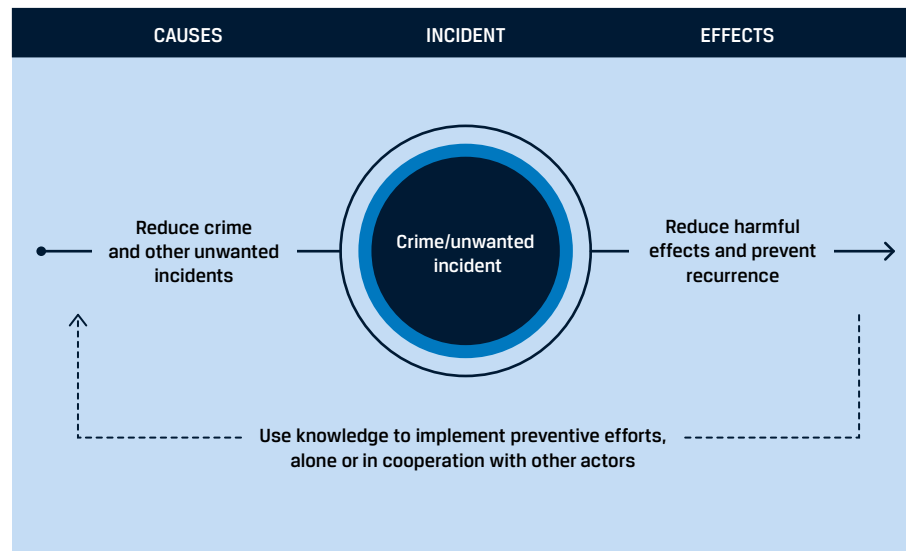 CAUSES
INCIDENT
EFFECTS
Reduce crime
and other unwanted
incidents
Crime/unwanted
incident
Reduce harmful
effects and prevent
recurrence
Use knowledge to implement preventive efforts,
alone or in cooperation with other actors